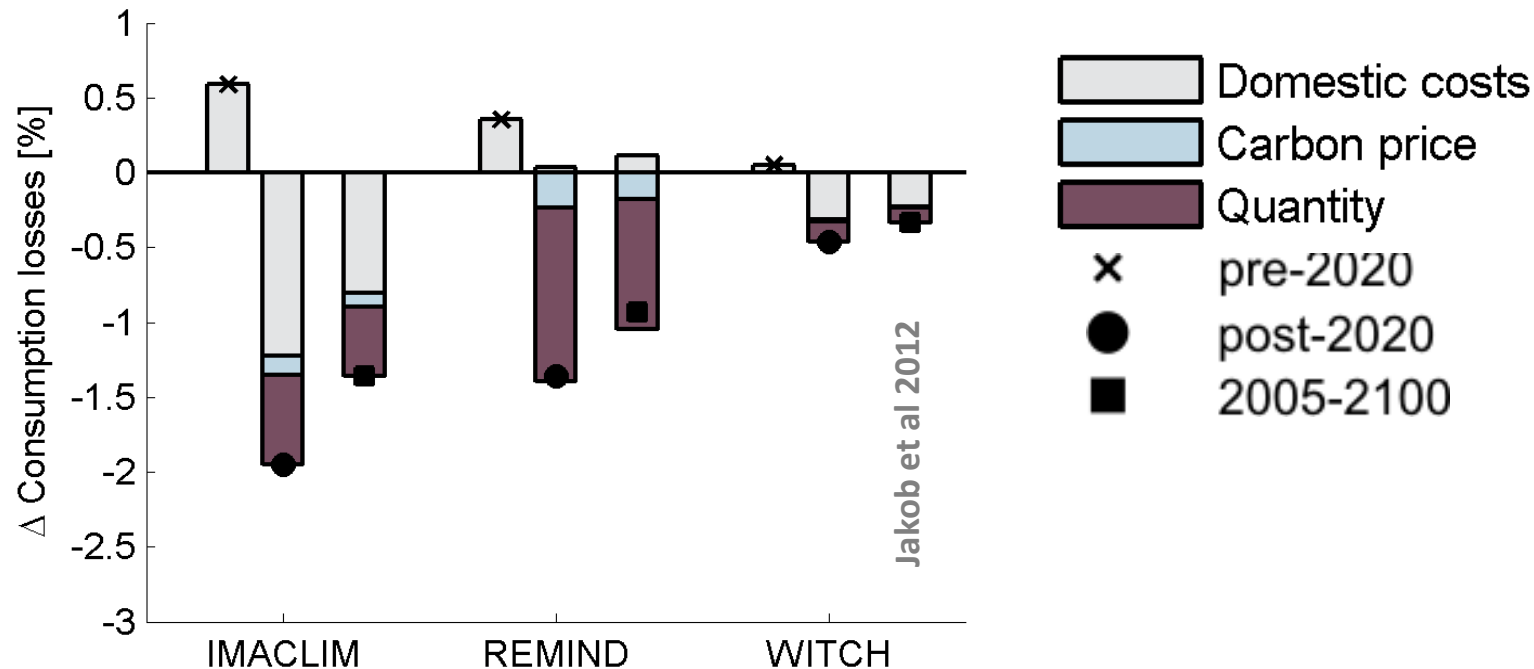 1
0.5
0
-0.5
-1
-1.5
-2
-2.5
-3
Δ Consumption losses [%]
IMACLIM
REMIND
WITCH
Jakob et al 2012
Domestic costs
Carbon price
Quantity
pre-2020
post-2020
2005-2100